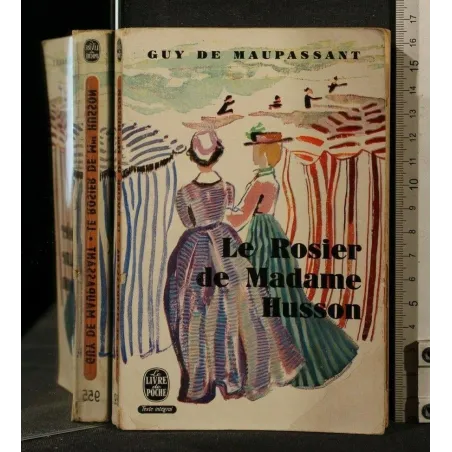 GUY DE MAUPASSANT
Le Rosier
de Madame
Husson
Le
LIVRE
de
POCHE
Texte intégral
GUY DE MAUPASSANT • LE ROSIER DE Mme HUSSON
955